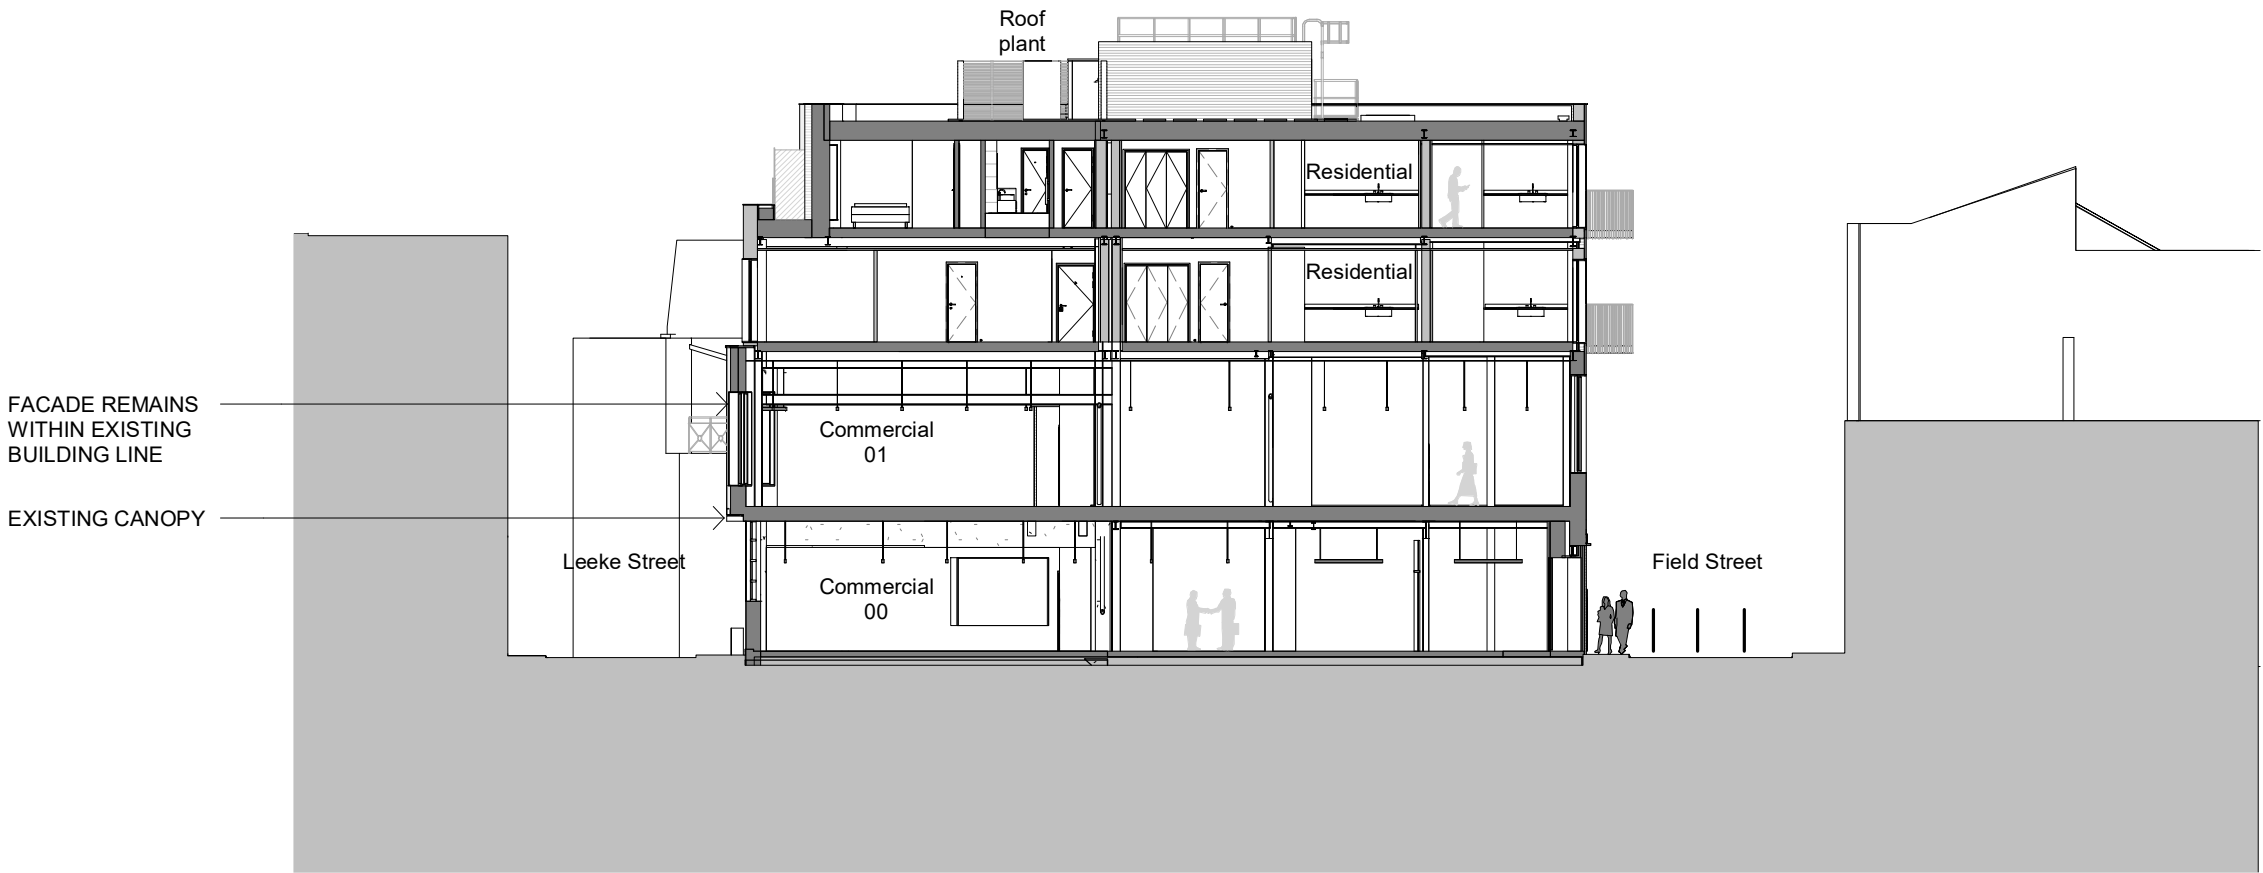 Roof
plant
Residential
Residential
FACADE REMAINS
WITHIN EXISTING
BUILDING LINE
Commercial
01
EXISTING CANOPY
Leeke Street
Field Street
Commercial
00